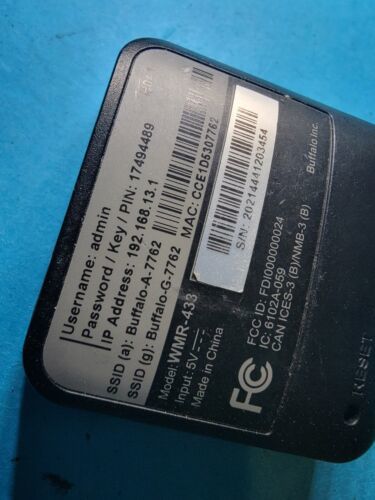 Username: admin
Password / Key / PIN: 17494489
IP Address: 192.168.13.1
SSID (a): Buffalo-A-7762
SSID (g): Buffalo-G-7762
MAC: CCE1D5307762
Model: WMR-433
Input: 5V
Made in China
S/N: 20214441203454
FC
FCC ID: FDI000000024
IC: 6102A-059
CAN ICES-3 (B)/NMB-3 (B)
Buffalo Inc.
RESET